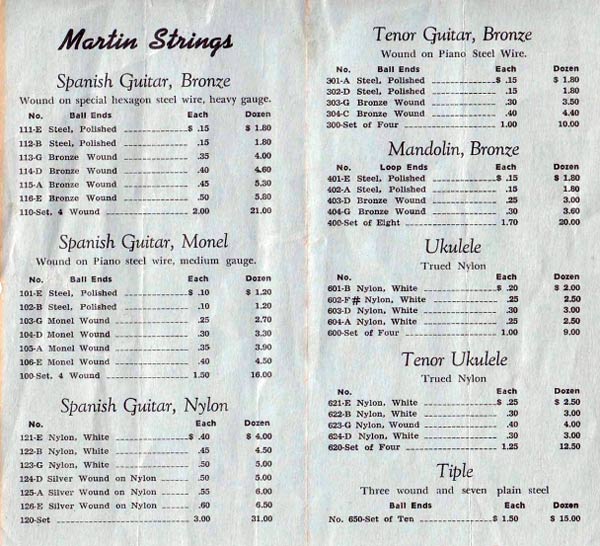 Martin Strings
Spanish Guitar, Bronze
Wound on special hexagon steel wire, heavy gauge.
No. Ball Ends Each Dozen
111-E Steel, Polished $ .15 $ 1.80
112-B Steel, Polished .15 1.80
113-G Bronze Wound .35 4.00
114-D Bronze Wound .40 4.60
115-A Bronze Wound .45 5.30
116-E Bronze Wound .50 5.80
110-Set. 4 Wound 2.00 21.00
Spanish Guitar, Monel
Wound on Piano steel wire, medium gauge.
No. Ball Ends Each Dozen
101-E Steel, Polished $ .10 $ 1.20
102-B Steel, Polished .10 1.20
103-G Monel Wound .25 2.70
104-D Monel Wound .30 3.30
105-A Monel Wound .35 3.90
106-E Monel Wound .40 4.50
100-Set. 4 Wound 1.50 16.00
Spanish Guitar, Nylon
No. Each Dozen
121-E Nylon, White $ .40 $ 4.00
122-B Nylon, White .45 4.50
123-G Nylon, White .50 5.00
124-D Silver Wound on Nylon .50 5.00
125-A Silver Wound on Nylon .55 6.00
126-E Silver Wound on Nylon .60 6.50
120-Set 3.00 31.00
Tenor Guitar, Bronze
Wound on Piano Steel Wire.
No. Ball Ends Each Dozen
301-A Steel, Polished $ .15 $ 1.80
302-D Steel, Polished .15 1.80
303-G Bronze Wound .30 3.50
304-C Bronze Wound .40 4.40
300-Set of Four 1.00 10.00
Mandolin, Bronze
No. Loop Ends Each Dozen
401-E Steel, Polished $ .15 $ 1.80
402-A Steel, Polished .15 1.80
403-D Bronze Wound .25 3.00
404-G Bronze Wound .30 3.60
400-Set of Eight 1.70 20.00
Ukulele
Trued Nylon
No. Each Dozen
601-B Nylon, White $ .20 $ 2.00
602-F# Nylon, White .25 2.50
603-D Nylon, White .30 3.00
604-A Nylon, White .25 2.50
600-Set of Four 1.00 9.00
Tenor Ukulele
Trued Nylon
No. Each Dozen
621-E Nylon, White $ .25 $ 2.50
622-B Nylon, White .30 3.00
623-G Nylon, Wound .40 4.00
624-D Nylon, White .30 3.00
620-Set of Four 1.25 12.50
Tiple
Three wound and seven plain steel
Ball Ends Each Dozen
No. 650-Set of Ten $ 1.50 $ 15.00